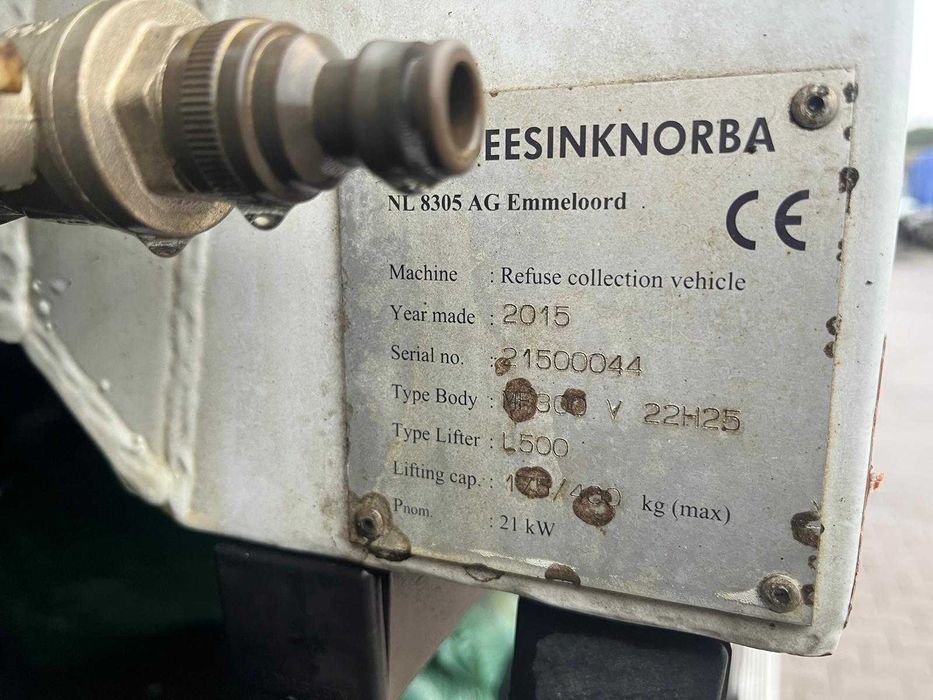 EESINKNORBA
NL 8305 AG Emmeloord
CE
Machine : Refuse collection vehicle
Year made : 2015
Serial no. : 21500044
Type Body : V 22H25
Type Lifter : L500
Lifting cap. : kg (max)
Pnom. : 21 kW